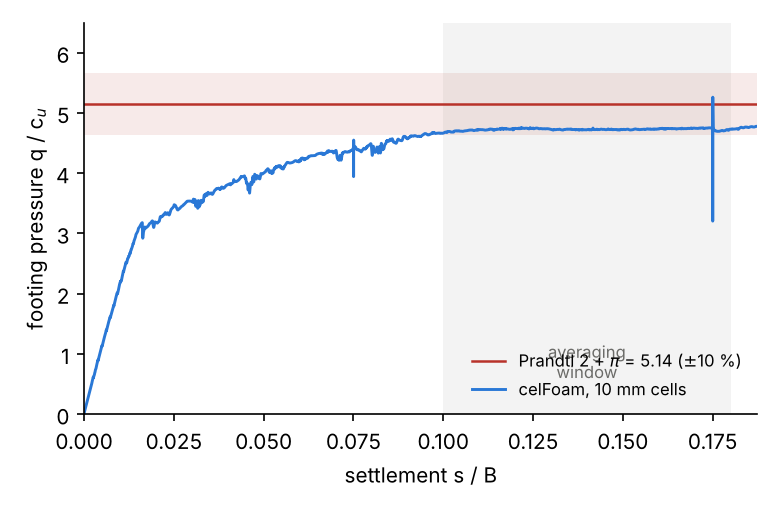 footing pressure q / cᵤ
6
5
4
3
2
1
0
averaging
window
Prandtl 2 + π = 5.14 (±10 %)
celFoam, 10 mm cells
0.000 0.025 0.050 0.075 0.100 0.125 0.150 0.175
settlement s / B